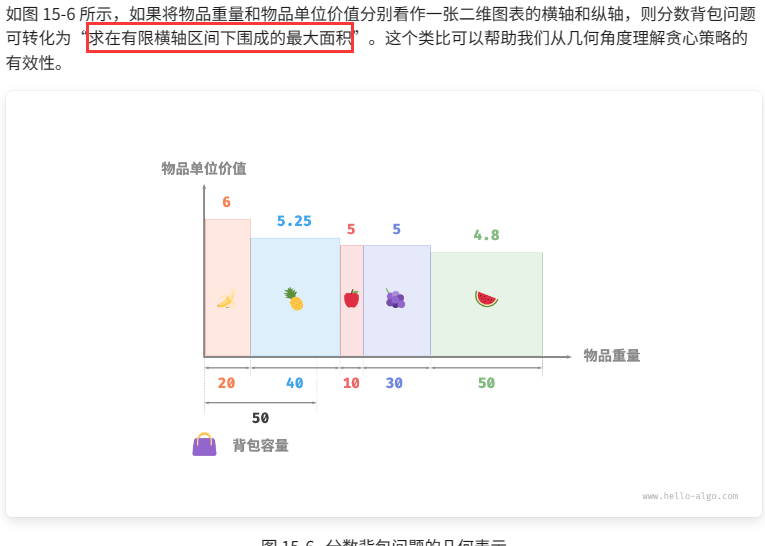 如图 15-6 所示，如果将物品重量和物品单位价值分别看作一张二维图表的横轴和纵轴，则分数背包问题
可转化为“求在有限横轴区间下围成的最大面积”。这个类比可以帮助我们从几何角度理解贪心策略的
有效性。
物品单位价值
6
5.25
5
5
4.8
物品重量
20
40
10
30
50
50
背包容量
www.hello-algo.com
图 15-6 分数背包问题的几何表示